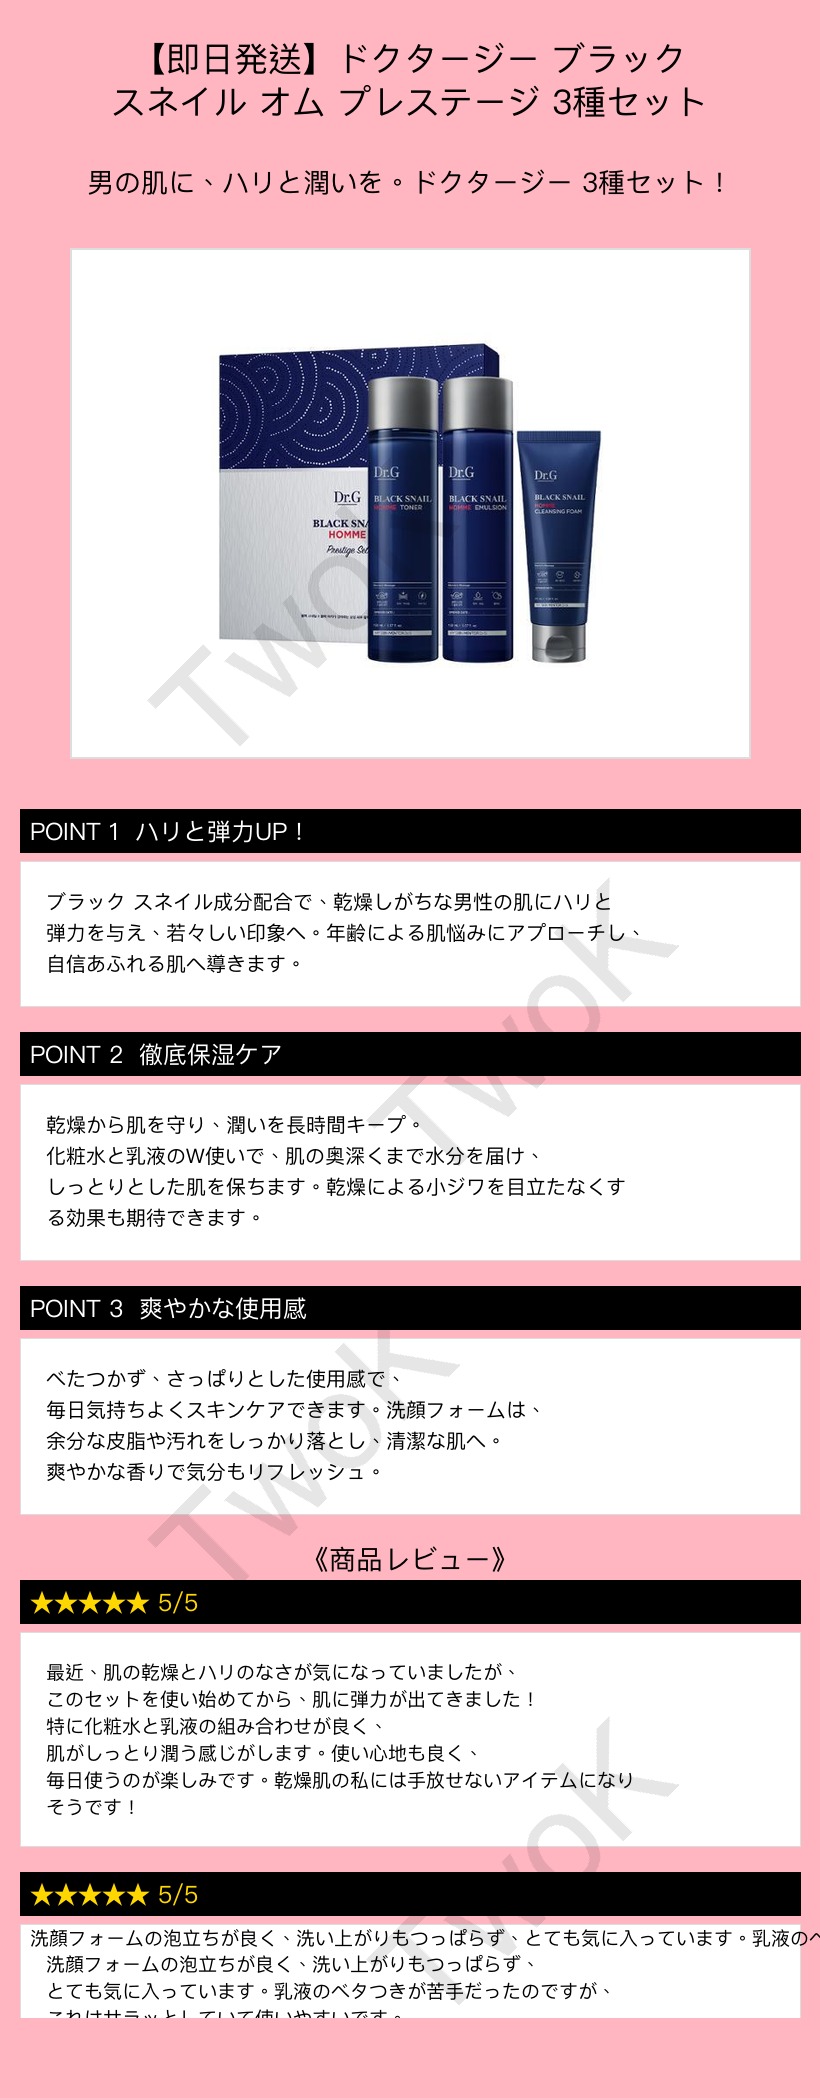 【即日発送】ドクタージー ブラック
スネイル オム プレステージ 3種セット
男の肌に、ハリと潤いを。ドクタージー 3種セット！
Dr.G
BLACK SNAIL
HOMME TONER
Dr.G
BLACK SNAIL
HOMME EMULSION
Dr.G
BLACK SNAIL
HOMME
CLEANSING FOAM
Dr.G
BLACK SNA
HOMME
Prestige Set
TwoK
POINT 1 ハリと弾力UP！
ブラック スネイル成分配合で、乾燥しがちな男性の肌にハリと
弾力を与え、若々しい印象へ。年齢による肌悩みにアプローチし、
自信あふれる肌へ導きます。
TwoK
POINT 2 徹底保湿ケア
乾燥から肌を守り、潤いを長時間キープ。
化粧水と乳液のW使いで、肌の奥深くまで水分を届け、
しっとりとした肌を保ちます。乾燥による小ジワを目立たなくす
る効果も期待できます。
POINT 3 爽やかな使用感
べたつかず、さっぱりとした使用感で、
毎日気持ちよくスキンケアできます。洗顔フォームは、
余分な皮脂や汚れをしっかり落とし、清潔な肌へ。
爽やかな香りで気分もリフレッシュ。
TwoK
《商品レビュー》
★★★★★ 5/5
最近、肌の乾燥とハリのなさが気になっていましたが、
このセットを使い始めてから、肌に弾力が出てきました！
特に化粧水と乳液の組み合わせが良く、
肌がしっとり潤う感じがします。使い心地も良く、
毎日使うのが楽しみです。乾燥肌の私には手放せないアイテムになり
そうです！
TwoK
★★★★★ 5/5
洗顔フォームの泡立ちが良く、洗い上がりもつっぱらず、とても気に入っています。乳液のベ
洗顔フォームの泡立ちが良く、洗い上がりもつっぱらず、
とても気に入っています。乳液のベタつきが苦手だったのですが、
これはサラッとしていて使いやすいです。